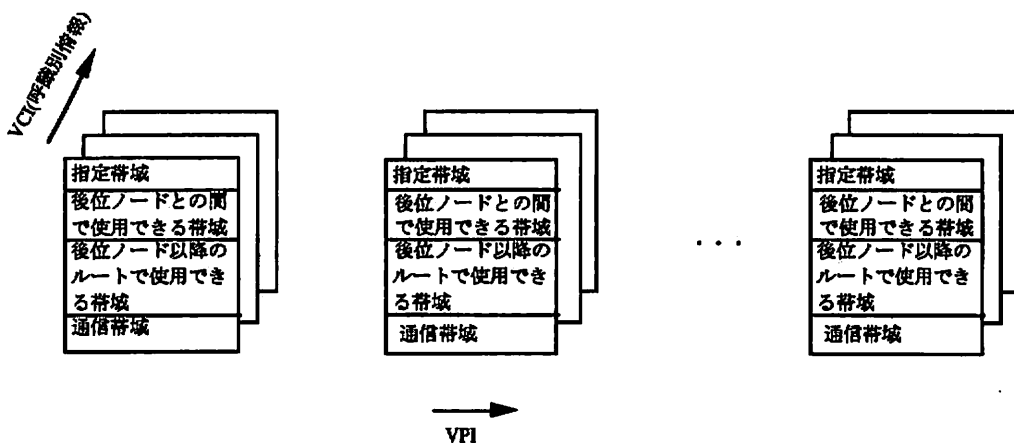 VCI(呼識別情報)
指定帯域
後位ノードとの間
で使用できる帯域
後位ノード以降の
ルートで使用でき
る帯域
通信帯域
指定帯域
後位ノードとの間
で使用できる帯域
後位ノード以降の
ルートで使用でき
る帯域
通信帯域
. . .
指定帯域
後位ノードとの間
で使用できる帯域
後位ノード以降の
ルートで使用でき
る帯域
通信帯域
VPI